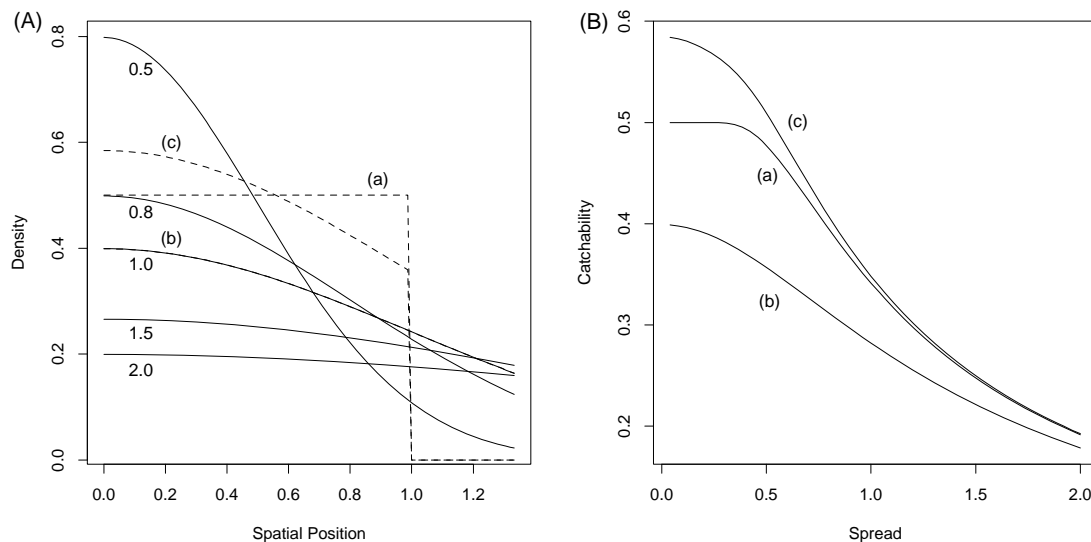 (A)
Density
0.0 0.2 0.4 0.6 0.8
0.5
(c)
(a)
0.8
(b)
1.0
1.5
2.0
0.0 0.2 0.4 0.6 0.8 1.0 1.2
Spatial Position
(B)
Catchability
0.2 0.3 0.4 0.5 0.6
(c)
(a)
(b)
0.0 0.5 1.0 1.5 2.0
Spread